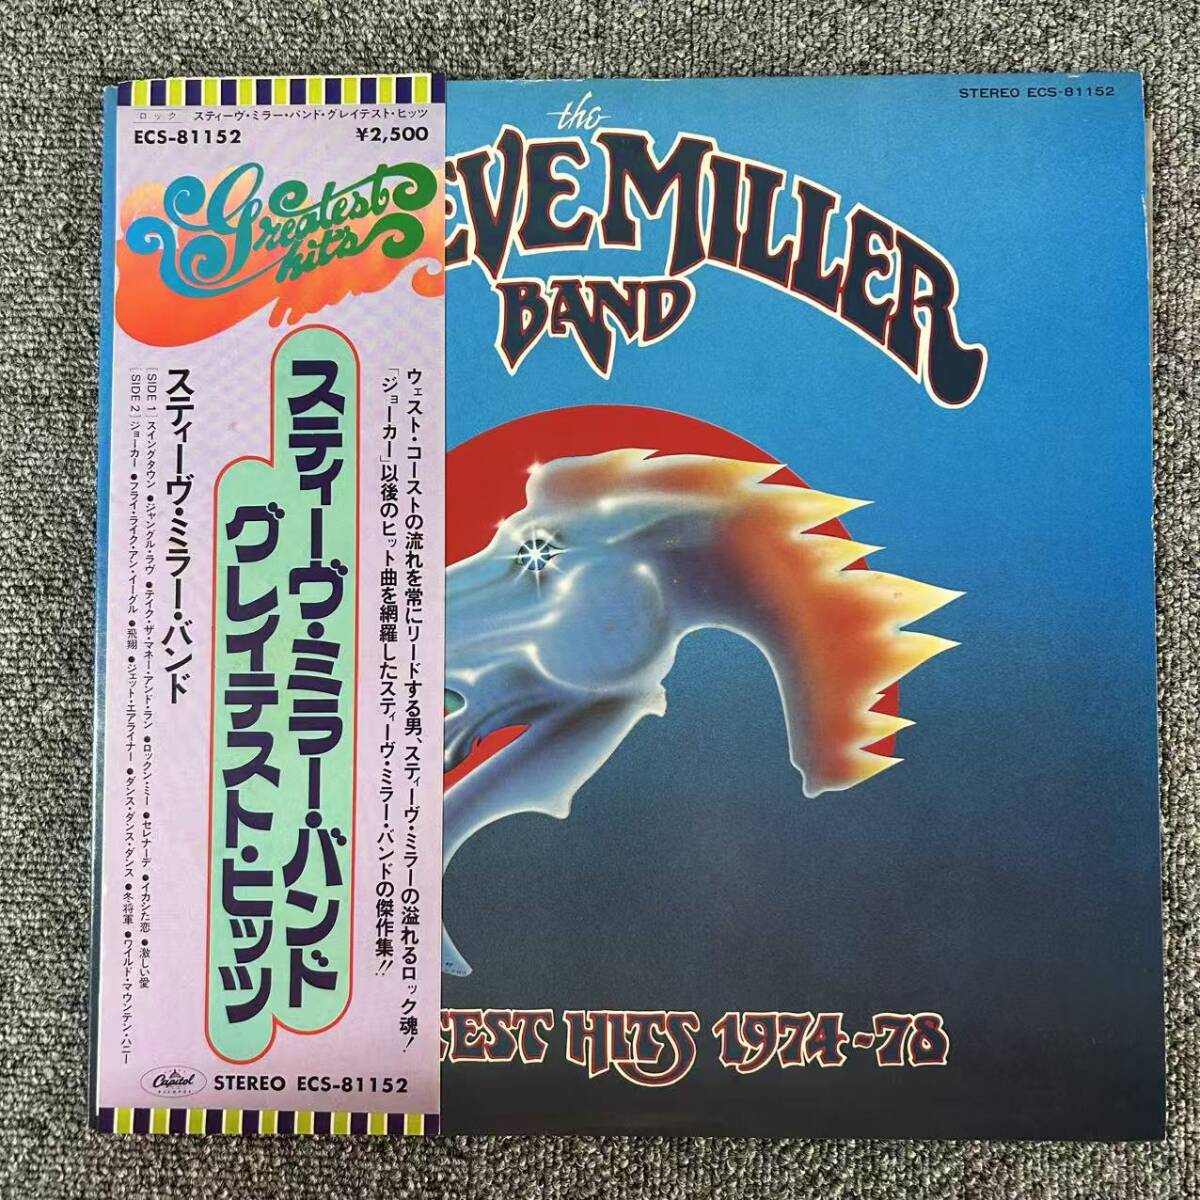 ロック スティーヴ・ミラー・バンド・グレイテスト・ヒッツ
ECS-81152 ¥2,500
Greatest
hit's
ウェスト・コーストの流れを常にリードする男、スティーヴ・ミラーの溢れるロック魂!
「ジョーカー」以後のヒット曲を網羅したスティーヴ・ミラー・バンドの傑作集!!
スティーヴ・ミラー・バンド
グレイテスト・ヒッツ
スティーヴ・ミラー・バンド
[SIDE 1] スイングタウン ●ジャングル・ラヴ ●テイク・ザ・マネー・アンド・ラン ●ロックン・ミー ●セレナーデ ●イカシた恋 ●激しい愛
[SIDE 2] ジョーカー ●フライ・ライク・アン・イーグル ●飛翔 ●ジェット・エアライナー ●ダンス・ダンス・ダンス ●冬将軍 ●ワイルド・マウンテン・ハニー
Capitol
RECORDS
STEREO ECS-81152
STEREO ECS-81152
the
EVE MILLER
BAND
TEST HITS 1974-78